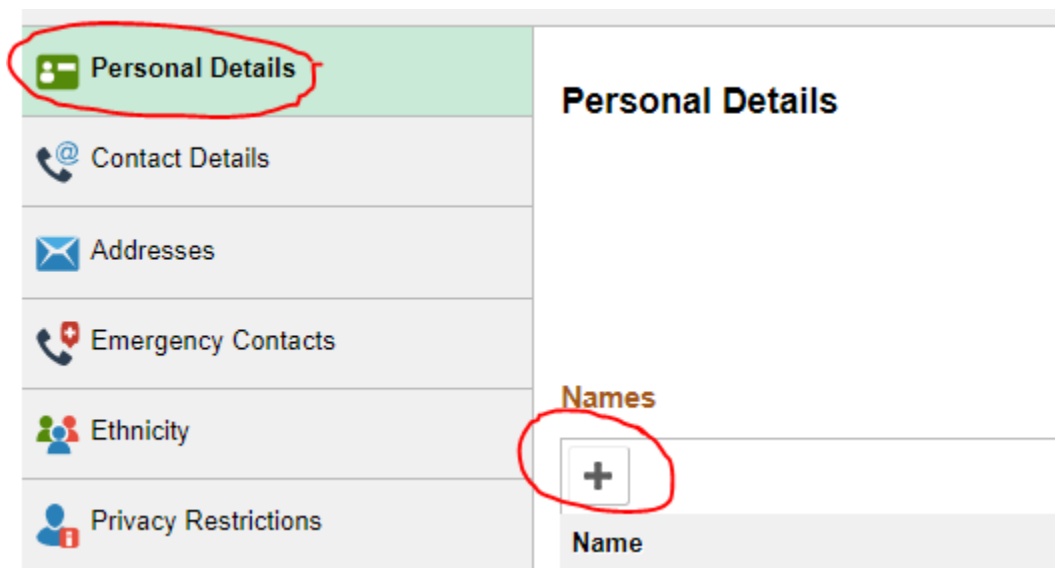 Personal Details
Contact Details
Addresses
Emergency Contacts
Ethnicity
Privacy Restrictions
Personal Details
Names
Name